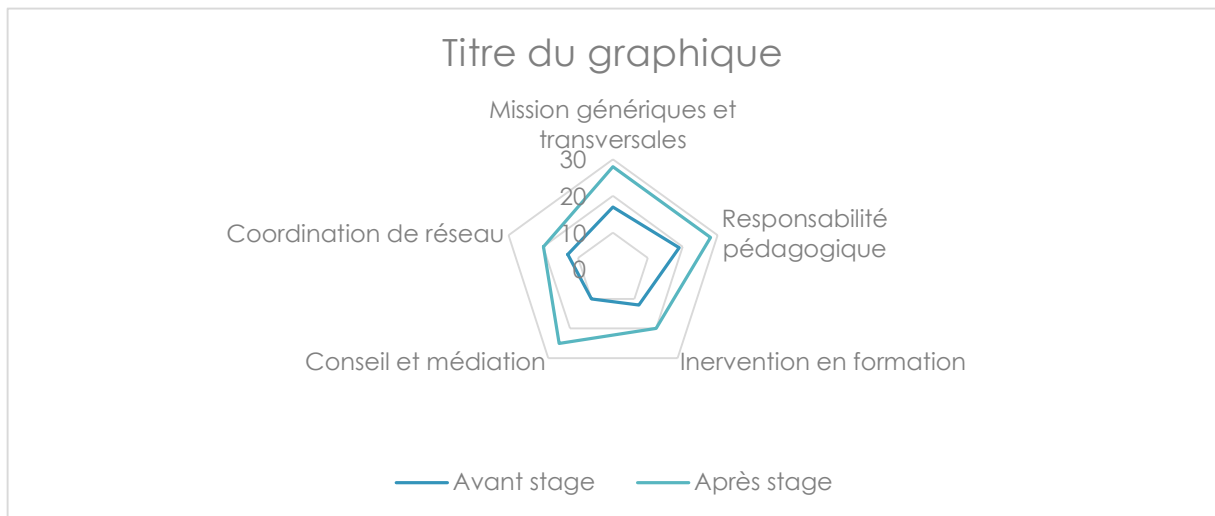 Titre du graphique
Mission génériques et
transversales
30
20
10
0
Responsabilité
pédagogique
Coordination de réseau
Conseil et médiation
Inervention en formation
Avant stage
Après stage